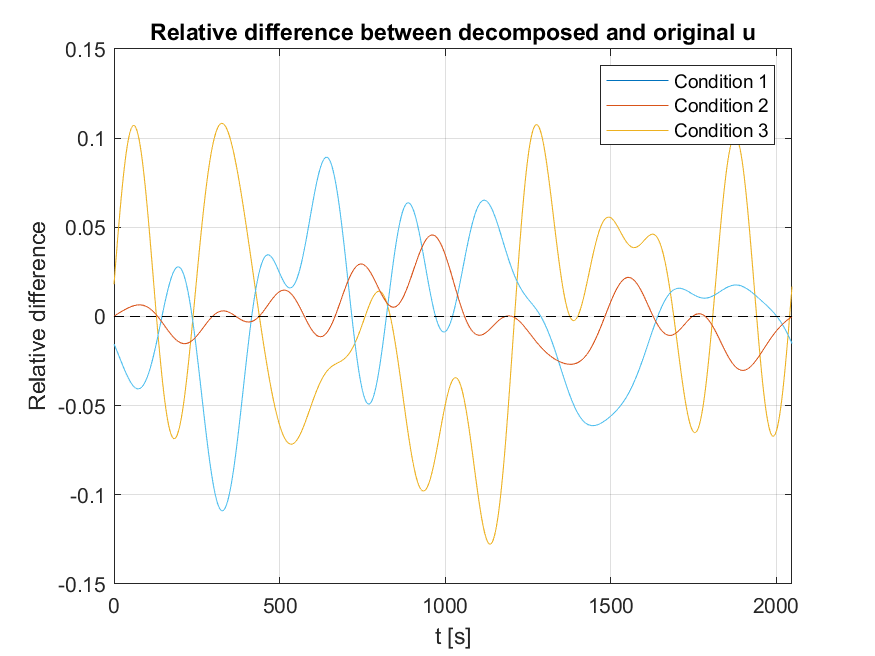 Relative difference between decomposed and original u
0.15
0.1
0.05
0
-0.05
-0.1
-0.15
Relative difference
Condition 1
Condition 2
Condition 3
0 500 1000 1500 2000
t [s]